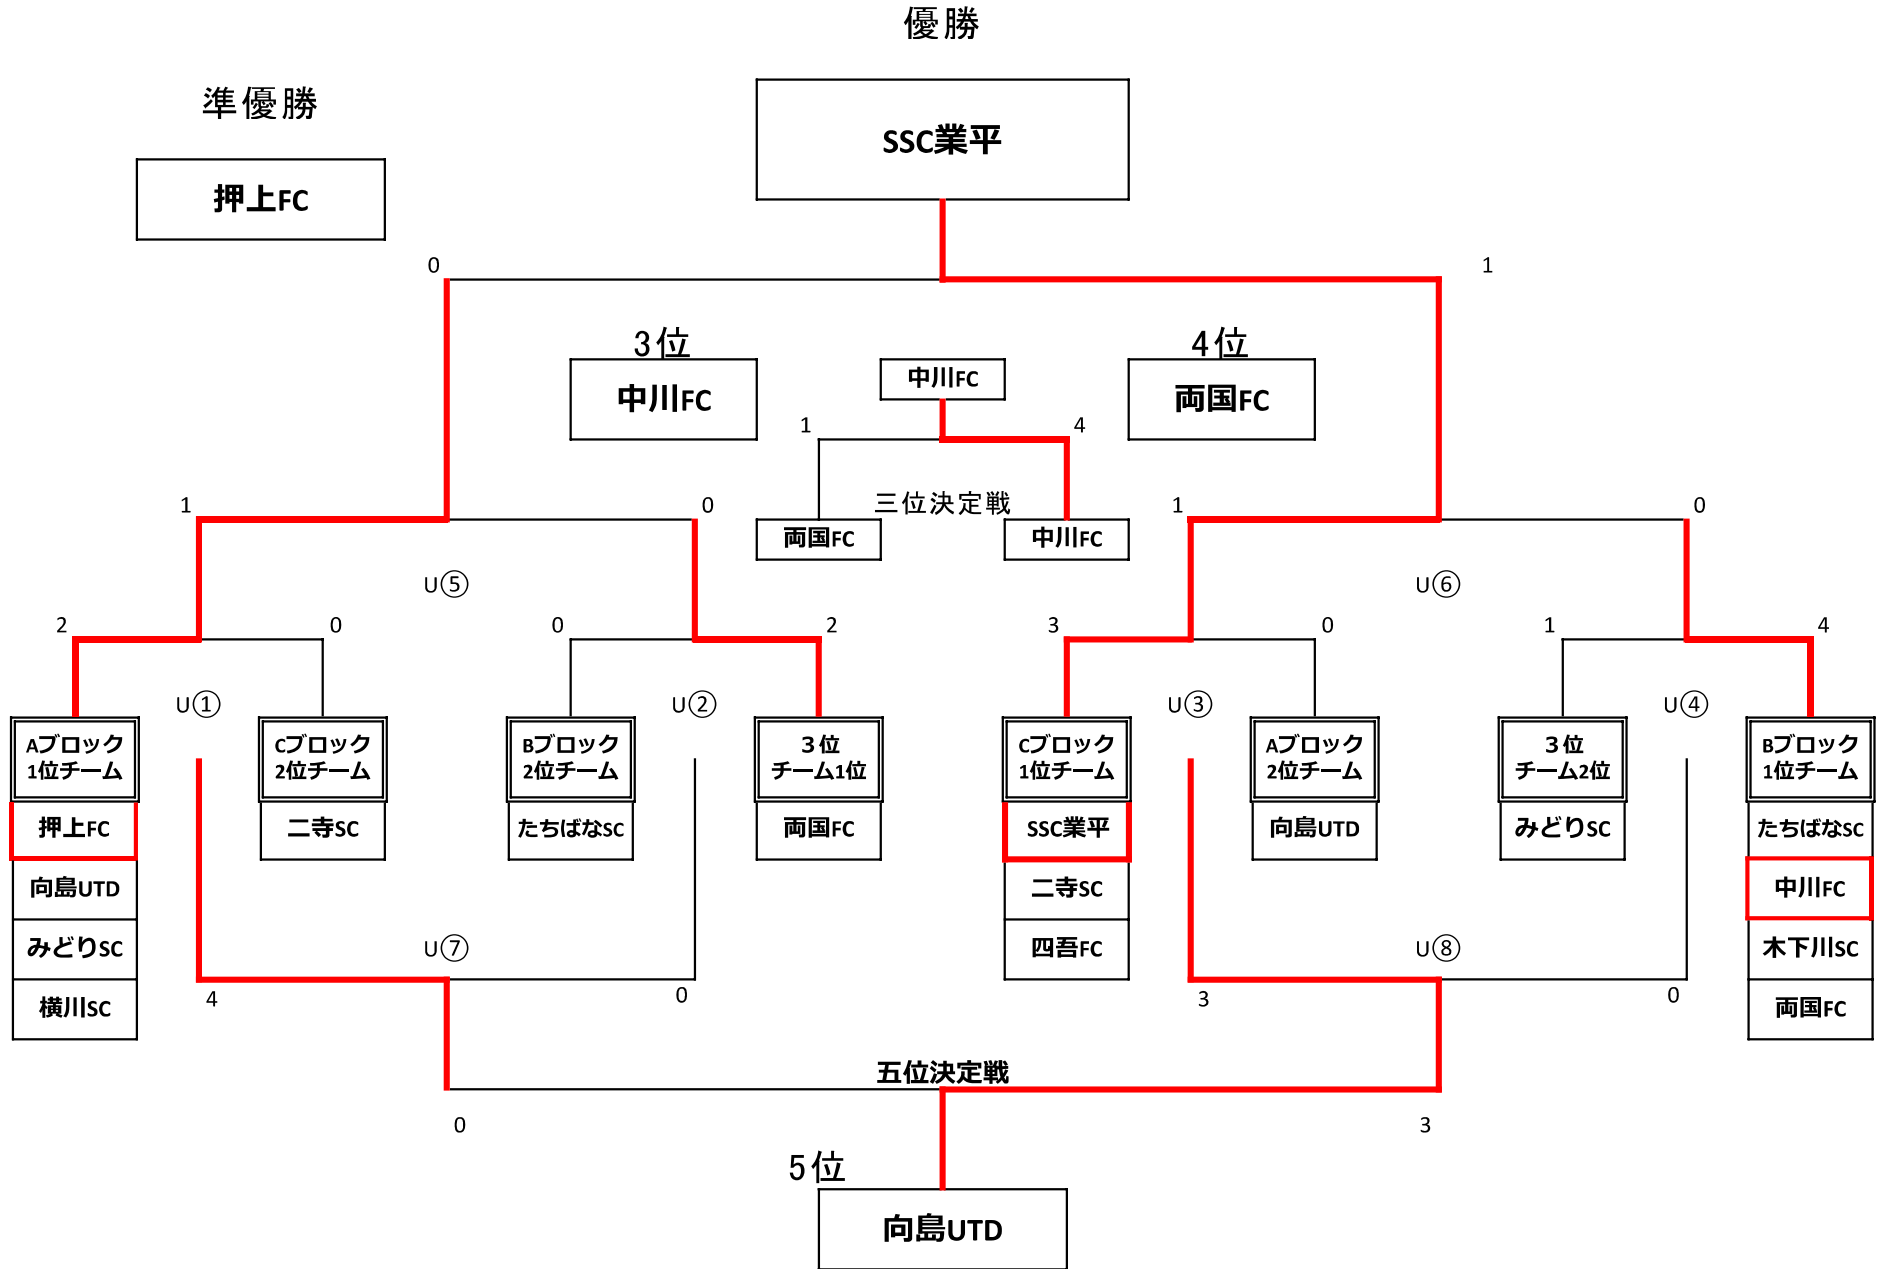 優勝
準優勝
SSC業平
押上FC
0
1
3位
4位
中川FC
中川FC
両国FC
1
4
三位決定戦
両国FC
中川FC
1
0
1
0
U⑤
U⑥
2
0
0
2
3
0
1
4
U①
U②
U③
U④
Aブロック
1位チーム
Cブロック
2位チーム
Bブロック
2位チーム
3位
チーム1位
Cブロック
1位チーム
Aブロック
2位チーム
3位
チーム2位
Bブロック
1位チーム
押上FC
二寺SC
たちばなSC
両国FC
SSC業平
向島UTD
みどりSC
たちばなSC
向島UTD
二寺SC
中川FC
みどりSC
U⑦
四吾FC
U⑧
木下川SC
横川SC
4
0
3
0
両国FC
五位決定戦
0
3
5位
向島UTD